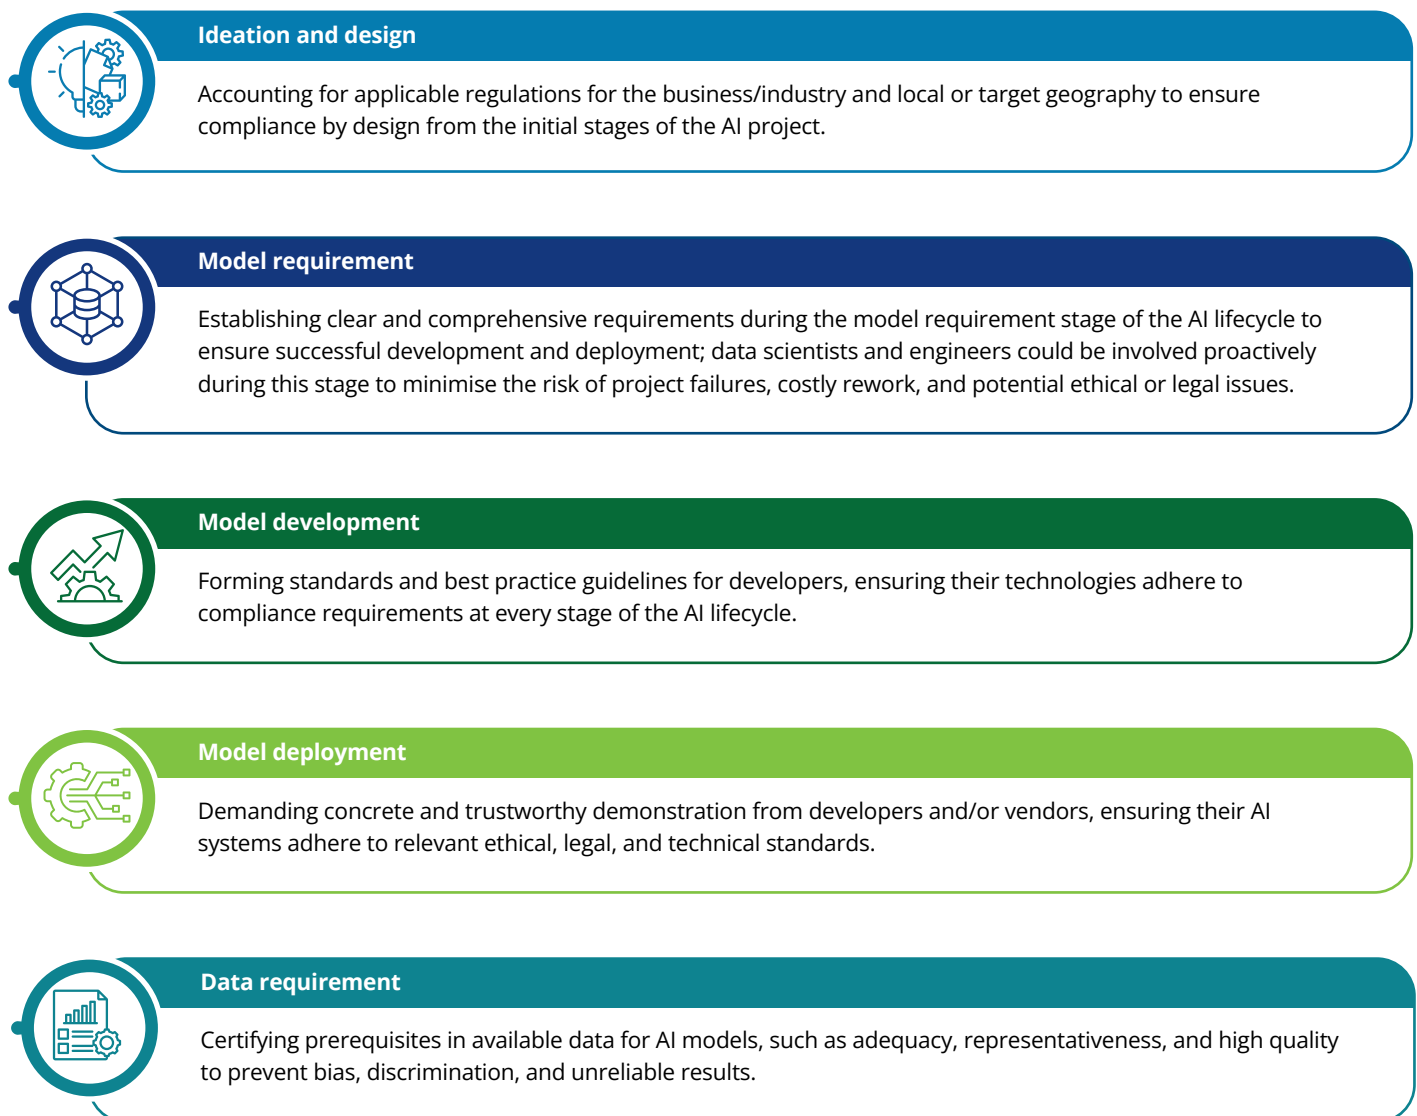 Ideation and design
Accounting for applicable regulations for the business/industry and local or target geography to ensure
compliance by design from the initial stages of the AI project.
Model requirement
Establishing clear and comprehensive requirements during the model requirement stage of the AI lifecycle to
ensure successful development and deployment; data scientists and engineers could be involved proactively
during this stage to minimise the risk of project failures, costly rework, and potential ethical or legal issues.
Model development
Forming standards and best practice guidelines for developers, ensuring their technologies adhere to
compliance requirements at every stage of the AI lifecycle.
Model deployment
Demanding concrete and trustworthy demonstration from developers and/or vendors, ensuring their AI
systems adhere to relevant ethical, legal, and technical standards.
Data requirement
Certifying prerequisites in available data for AI models, such as adequacy, representativeness, and high quality
to prevent bias, discrimination, and unreliable results.